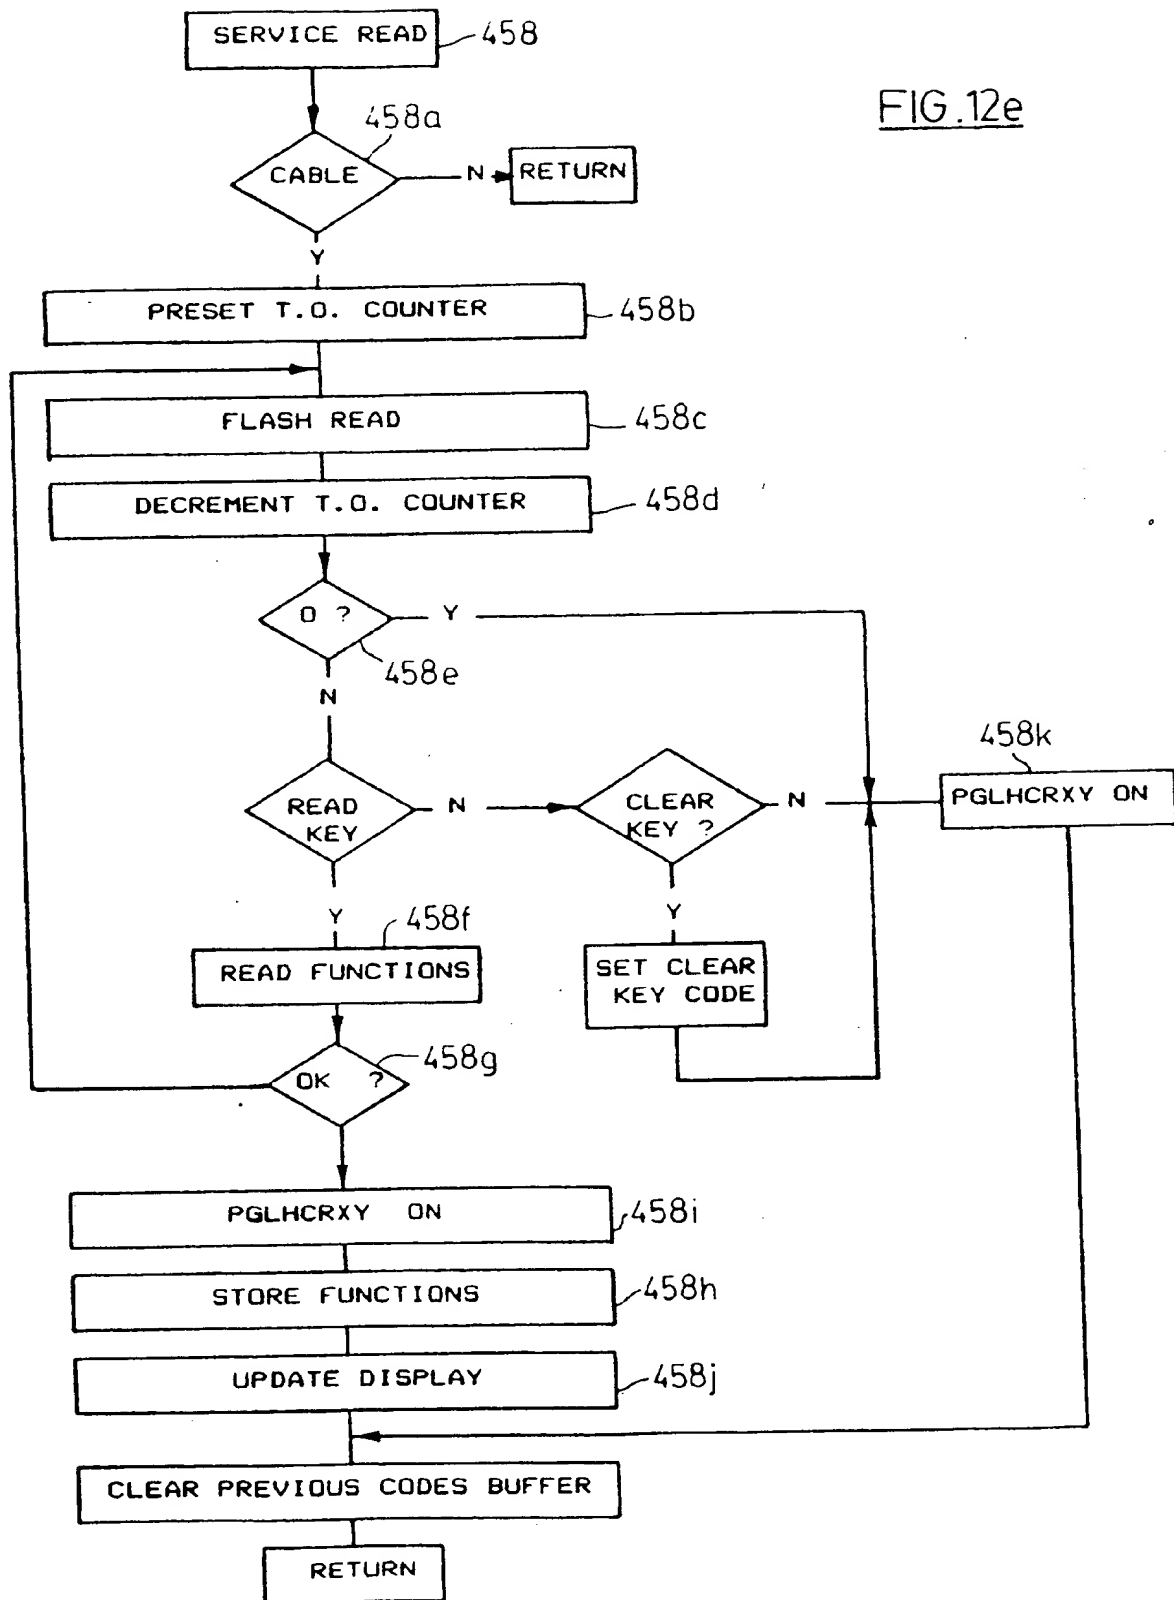 SERVICE READ
458
FIG.12e
458a
CABLE
N
RETURN
Y
PRESET T.O. COUNTER
458b
FLASH READ
458c
DECREMENT T.O. COUNTER
458d
0 ?
Y
458e
N
458k
READ
KEY
N
CLEAR
KEY ?
N
PGLHCRXY ON
Y
Y
458f
READ FUNCTIONS
SET CLEAR
KEY CODE
OK ?
458g
PGLHCRXY ON
458i
STORE FUNCTIONS
458h
UPDATE DISPLAY
458j
CLEAR PREVIOUS CODES BUFFER
RETURN